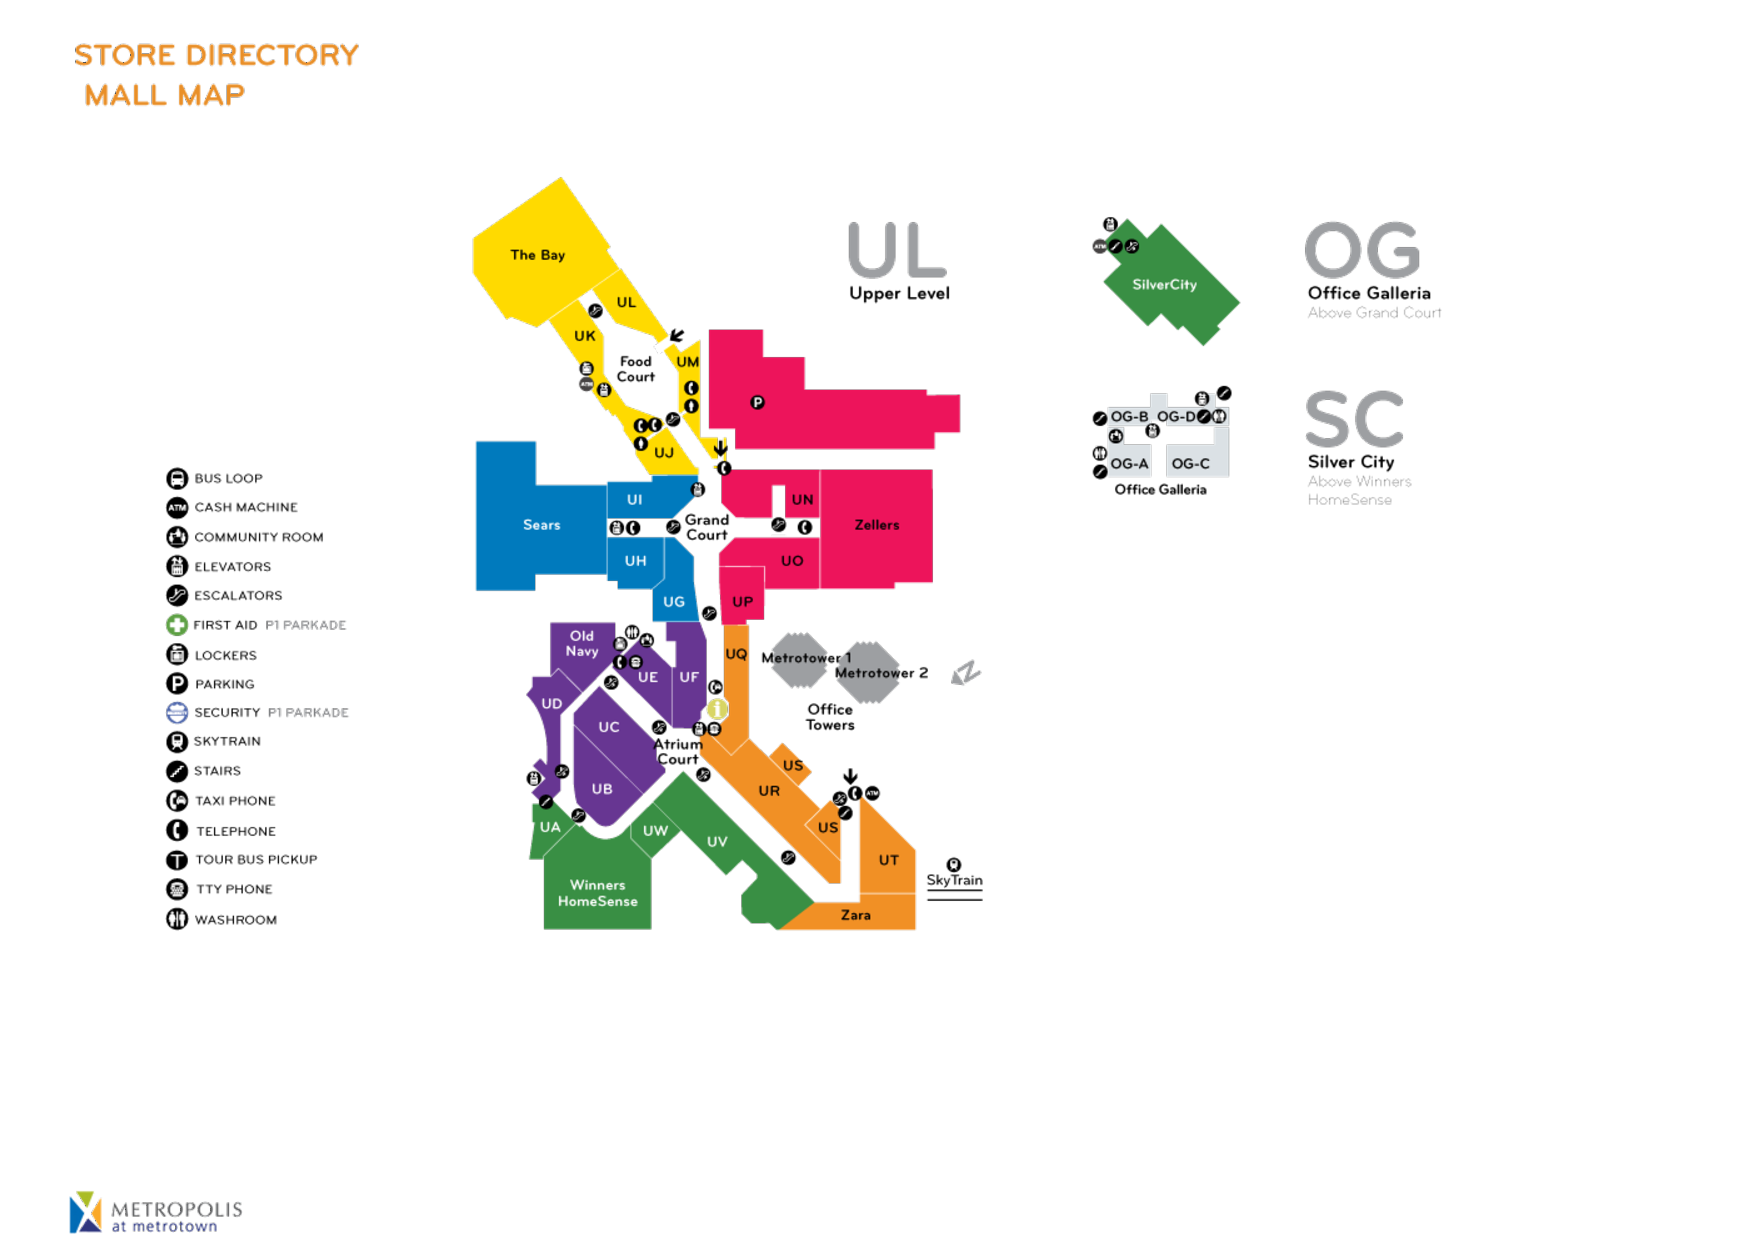 STORE DIRECTORY
MALL MAP
The Bay
UL
UK
Food
Court
UM
UJ
P
ATM
UL
Upper Level
SilverCity
ATM
OG
Office Galleria
Above Grand Court
OG-B
OG-D
OG-A
OG-C
Office Galleria
SC
Silver City
Above Winners
HomeSense
Sears
UI
UH
UG
Grand
Court
UN
UO
UP
Zellers
Old
Navy
UE
UF
UD
UC
UB
Atrium
Court
UQ
i
Metrotower 1
Metrotower 2
Office
Towers
Z
US
UR
US
ATM
UT
UA
UW
UV
Winners
HomeSense
Zara
SkyTrain
BUS LOOP
ATM CASH MACHINE
COMMUNITY ROOM
ELEVATORS
ESCALATORS
FIRST AID P1 PARKADE
LOCKERS
P PARKING
SECURITY P1 PARKADE
SKYTRAIN
STAIRS
TAXI PHONE
TELEPHONE
T TOUR BUS PICKUP
TTY PHONE
WASHROOM
METROPOLIS
at metrotown